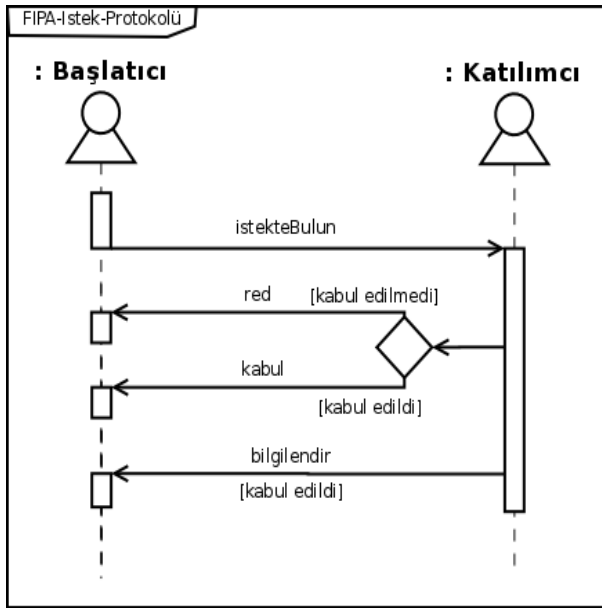 FIPA-Istek-Protokolü
: Başlatıcı
: Katılımcı
istekteBulun
red
[kabul edilmedi]
kabul
[kabul edildi]
bilgilendir
[kabul edildi]